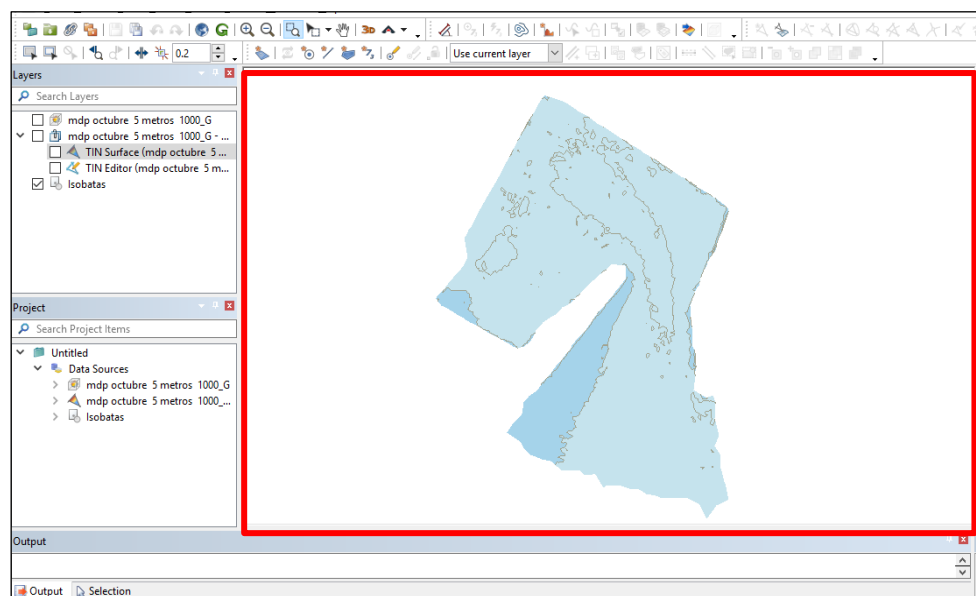 3D
0.2
Use current layer
Layers
Search Layers
mdp octubre 5 metros 1000_G
mdp octubre 5 metros 1000_G - ...
TIN Surface (mdp octubre 5 ...
TIN Editor (mdp octubre 5 m...
Isobatas
Project
Search Project Items
Untitled
Data Sources
mdp octubre 5 metros 1000_G
mdp octubre 5 metros 1000_...
Isobatas
Output
Output Selection